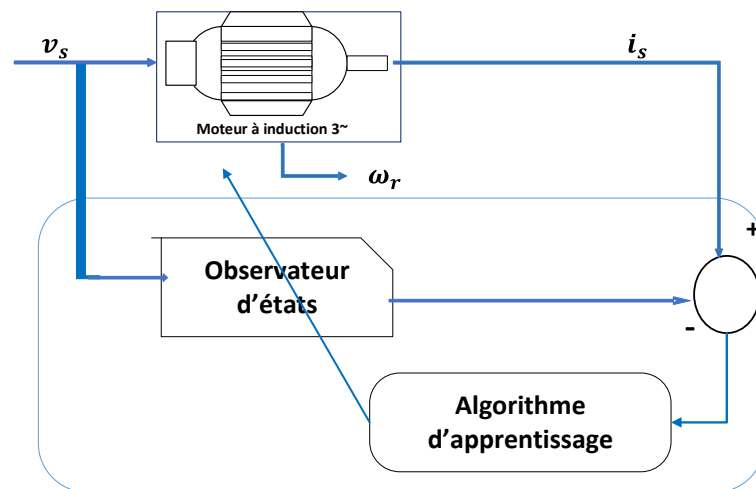 v_s
i_s
Moteur à induction 3~
ω_r
+
Observateur
d'états
-
Algorithme
d'apprentissage